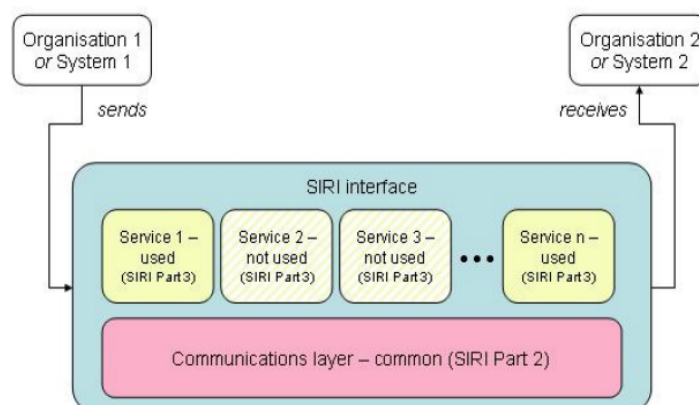 Organisation 1
or System 1
Organisation 2
or System 2
sends
receives
SIRI interface
Service 1 –
used
(SIRI Part3)
Service 2 –
not used
(SIRI Part3)
Service 3 –
not used
(SIRI Part3)
Service n –
used
(SIRI Part3)
Communications layer – common (SIRI Part 2)